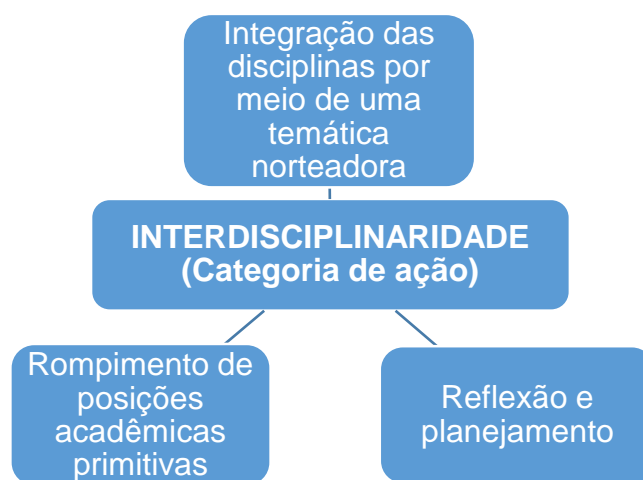 Integração das
disciplinas por
meio de uma
temática
norteadora
INTERDISCIPLINARIDADE
(Categoria de ação)
Rompimento de
posições
acadêmicas
primitivas
Reflexão e
planejamento